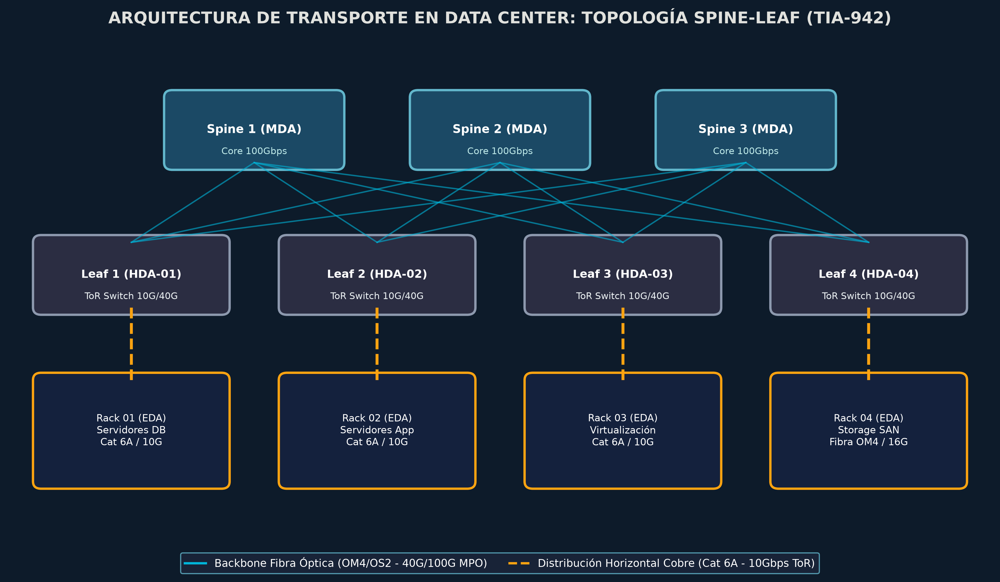 ARQUITECTURA DE TRANSPORTE EN DATA CENTER: TOPOLOGÍA SPINE-LEAF (TIA-942)
Spine 1 (MDA)
Core 100Gbps
Spine 2 (MDA)
Core 100Gbps
Spine 3 (MDA)
Core 100Gbps
Leaf 1 (HDA-01)
ToR Switch 10G/40G
Leaf 2 (HDA-02)
ToR Switch 10G/40G
Leaf 3 (HDA-03)
ToR Switch 10G/40G
Leaf 4 (HDA-04)
ToR Switch 10G/40G
Rack 01 (EDA)
Servidores DB
Cat 6A / 10G
Rack 02 (EDA)
Servidores App
Cat 6A / 10G
Rack 03 (EDA)
Virtualización
Cat 6A / 10G
Rack 04 (EDA)
Storage SAN
Fibra OM4 / 16G
Backbone Fibra Óptica (OM4/OS2 - 40G/100G MPO)
Distribución Horizontal Cobre (Cat 6A - 10Gbps ToR)